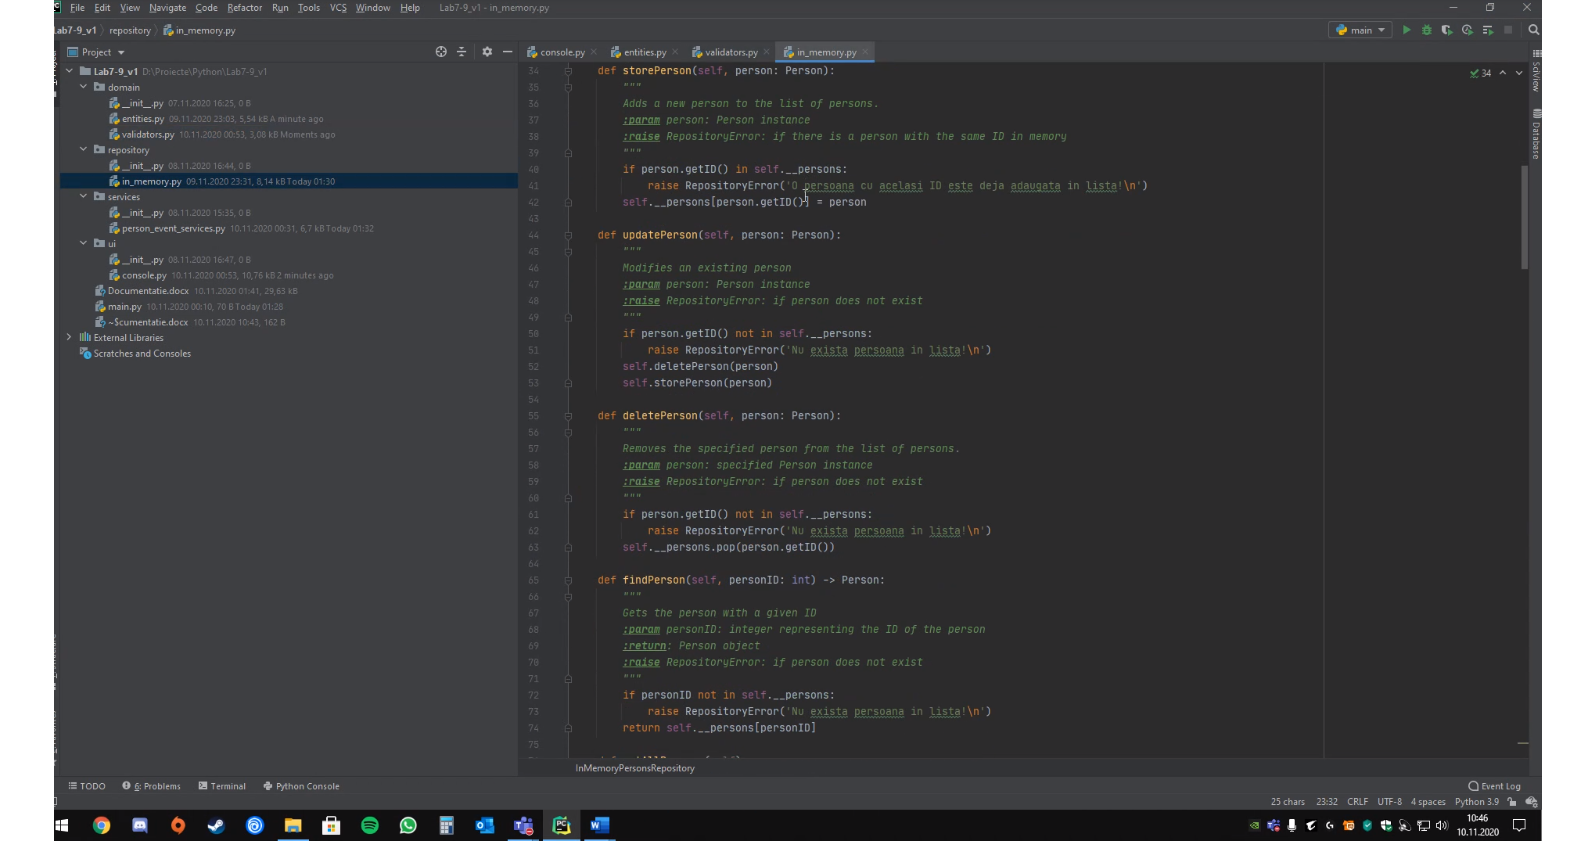 File Edit View Navigate Code Refactor Run Tools VCS Window Help Lab7-9_v1 - in_memory.py
Lab7-9_v1 repository in_memory.py main
Project console.py entities.py validators.py in_memory.py
Lab7-9_v1 D:\Proiecte\Python\Lab7-9_v1
domain
__init__.py 07.11.2020 16:25, 0 B
entities.py 09.11.2020 23:03, 5,54 kB A minute ago
validators.py 10.11.2020 00:53, 3,08 kB Moments ago
repository
__init__.py 08.11.2020 16:44, 0 B
in_memory.py 09.11.2020 23:31, 8,14 kB Today 01:30
services
__init__.py 08.11.2020 15:35, 0 B
person_event_services.py 10.11.2020 00:31, 6,7 kB Today 01:32
ui
__init__.py 08.11.2020 16:47, 0 B
console.py 10.11.2020 00:53, 10,76 kB 2 minutes ago
Documentatie.docx 10.11.2020 01:41, 29,63 kB
main.py 10.11.2020 00:10, 70 B Today 01:28
~$cumentatie.docx 10.11.2020 10:43, 162 B
External Libraries
Scratches and Consoles
34
34 def storePerson(self, person: Person):
35 """
36 Adds a new person to the list of persons.
37 :param person: Person instance
38 :raise RepositoryError: if there is a person with the same ID in memory
39 """
40 if person.getID() in self.__persons:
41 raise RepositoryError('O persoana cu acelasi ID este deja adaugata in lista!\n')
42 self.__persons[person.getID()] = person
43
44 def updatePerson(self, person: Person):
45 """
46 Modifies an existing person
47 :param person: Person instance
48 :raise RepositoryError: if person does not exist
49 """
50 if person.getID() not in self.__persons:
51 raise RepositoryError('Nu exista persoana in lista!\n')
52 self.deletePerson(person)
53 self.storePerson(person)
54
55 def deletePerson(self, person: Person):
56 """
57 Removes the specified person from the list of persons.
58 :param person: specified Person instance
59 :raise RepositoryError: if person does not exist
60 """
61 if person.getID() not in self.__persons:
62 raise RepositoryError('Nu exista persoana in lista!\n')
63 self.__persons.pop(person.getID())
64
65 def findPerson(self, personID: int) -> Person:
66 """
67 Gets the person with a given ID
68 :param personID: integer representing the ID of the person
69 :return: Person object
70 :raise RepositoryError: if person does not exist
71 """
72 if personID not in self.__persons:
73 raise RepositoryError('Nu exista persoana in lista!\n')
74 return self.__persons[personID]
75
InMemoryPersonsRepository
SciView
Database
TODO 6: Problems Terminal Python Console Event Log
25 chars 23:32 CRLF UTF-8 4 spaces Python 3.9
10:46
10.11.2020